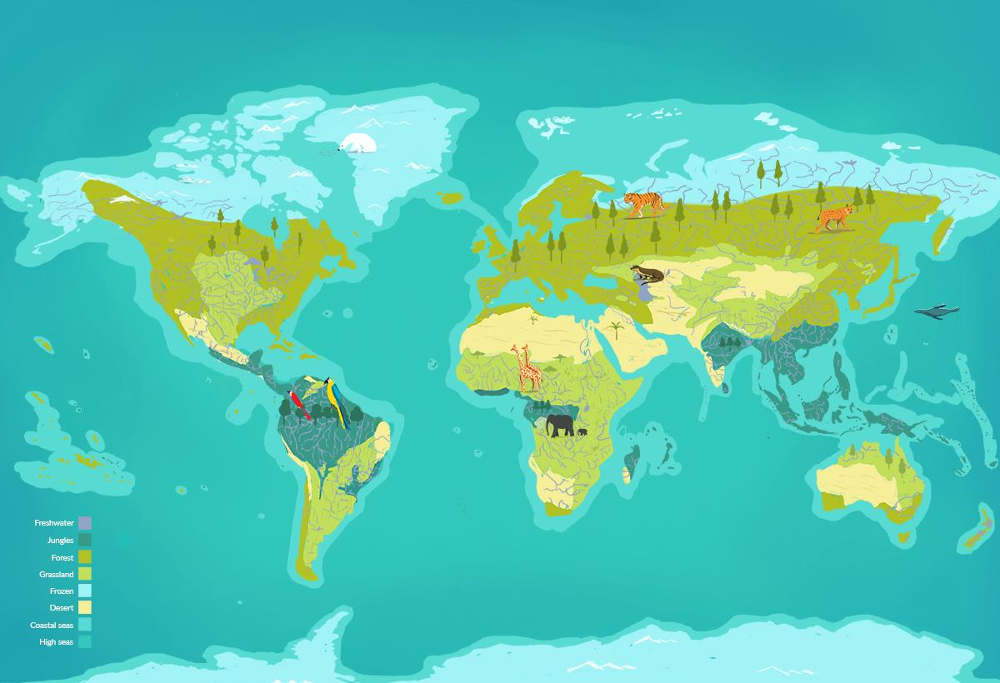 Freshwater
Jungles
Forest
Grassland
Frozen
Desert
Coastal seas
High seas